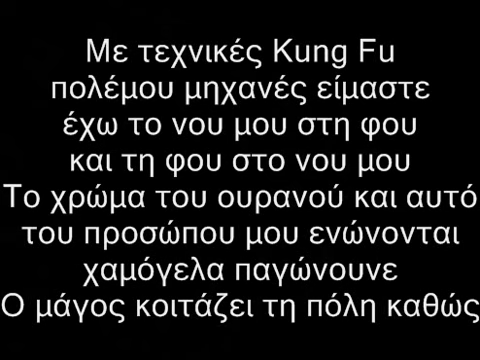 Με τεχνικές Kung Fu
πολέμου μηχανές είμαστε
έχω το νου μου στη φου
και τη φου στο νου μου
Το χρώμα του ουρανού και αυτό
του προσώπου μου ενώνονται
χαμόγελα παγώνουνε
Ο μάγος κοιτάζει τη πόλη καθώς